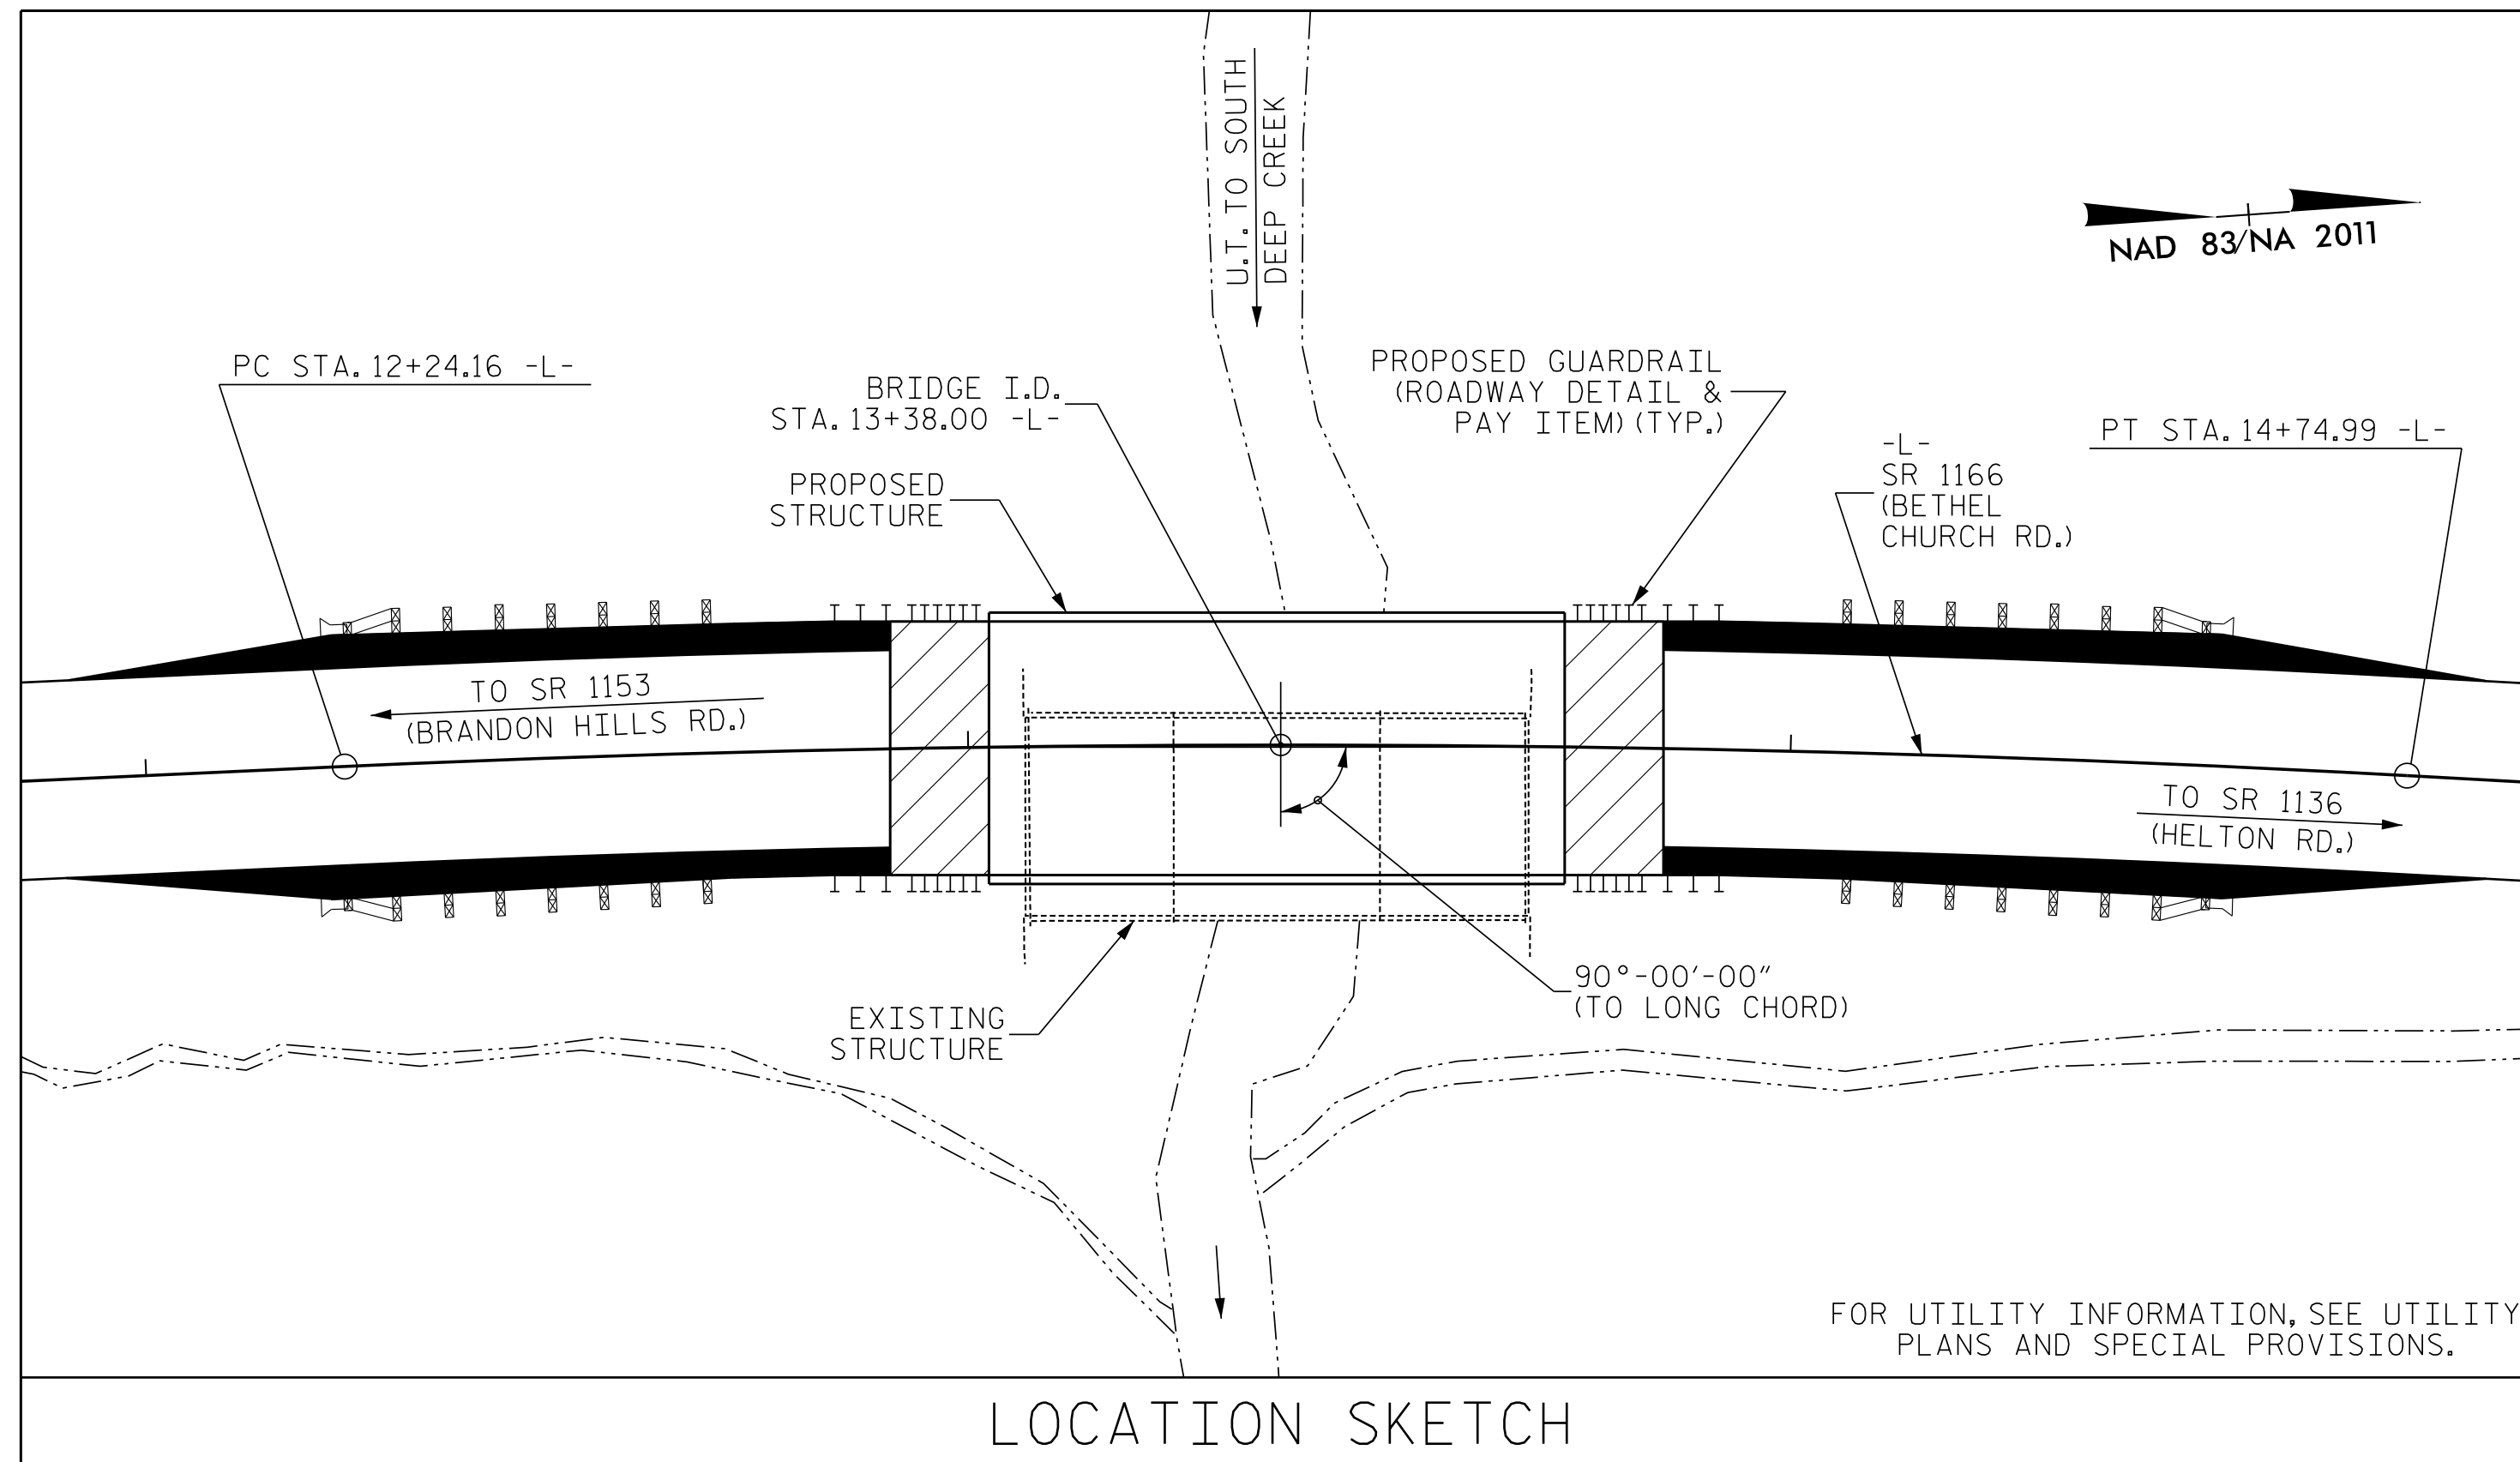 U.T. TO SOUTH
DEEP CREEK
NAD 83/NA 2011
PC STA. 12+24.16 -L-
BRIDGE I.D.
STA. 13+38.00 -L-
PROPOSED
STRUCTURE
PROPOSED GUARDRAIL
(ROADWAY DETAIL &
PAY ITEM) (TYP.)
-L-
SR 1166
(BETHEL
CHURCH RD.)
PT STA. 14+74.99 -L-
TO SR 1153
(BRANDON HILLS RD.)
TO SR 1136
(HELTON RD.)
90°-00'-00"
(TO LONG CHORD)
EXISTING
STRUCTURE
FOR UTILITY INFORMATION, SEE UTILITY
PLANS AND SPECIAL PROVISIONS.
LOCATION SKETCH